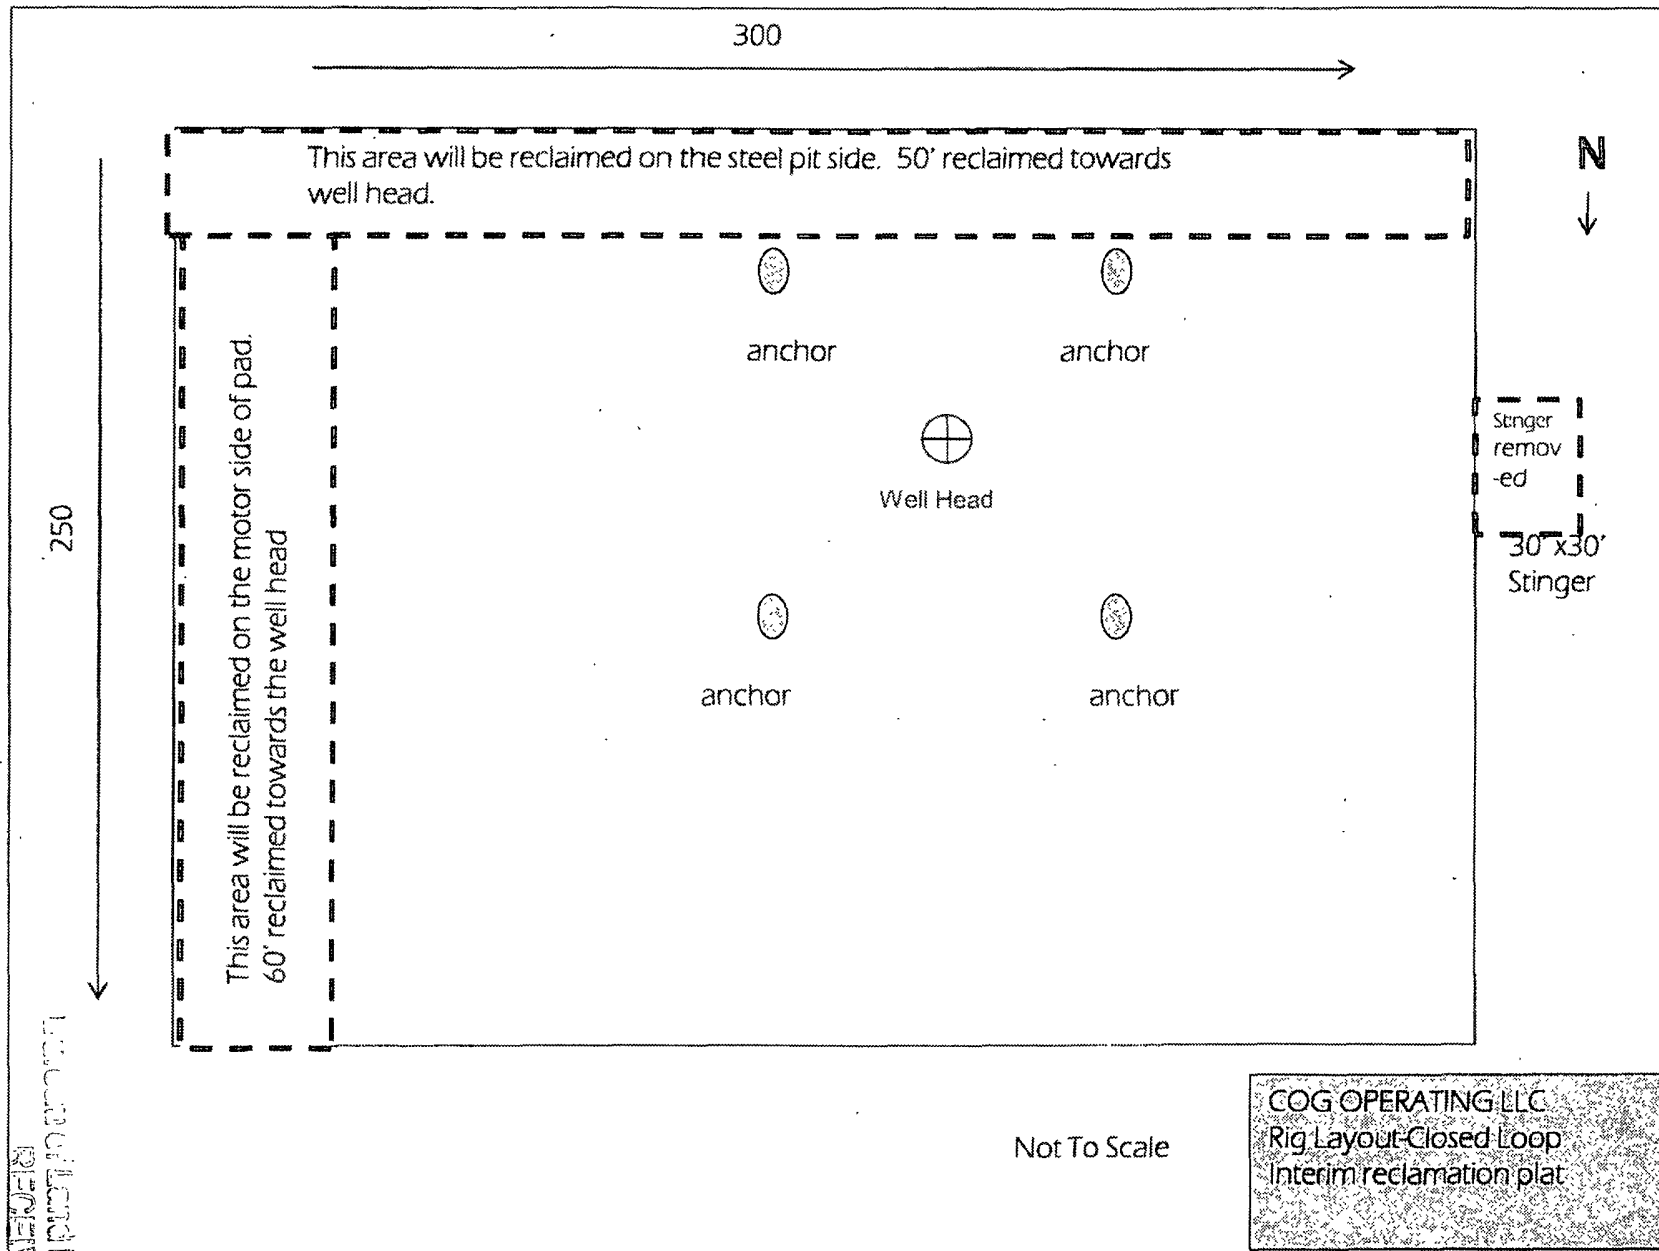 300
This area will be reclaimed on the steel pit side. 50' reclaimed towards
well head.
N
anchor
anchor
250
This area will be reclaimed on the motor side of pad.
60' reclaimed towards the well head
Well Head
Stinger
remov
-ed
30' x30'
Stinger
anchor
anchor
Not To Scale
COG OPERATING LLC
Rig Layout-Closed Loop
Interim reclamation plat